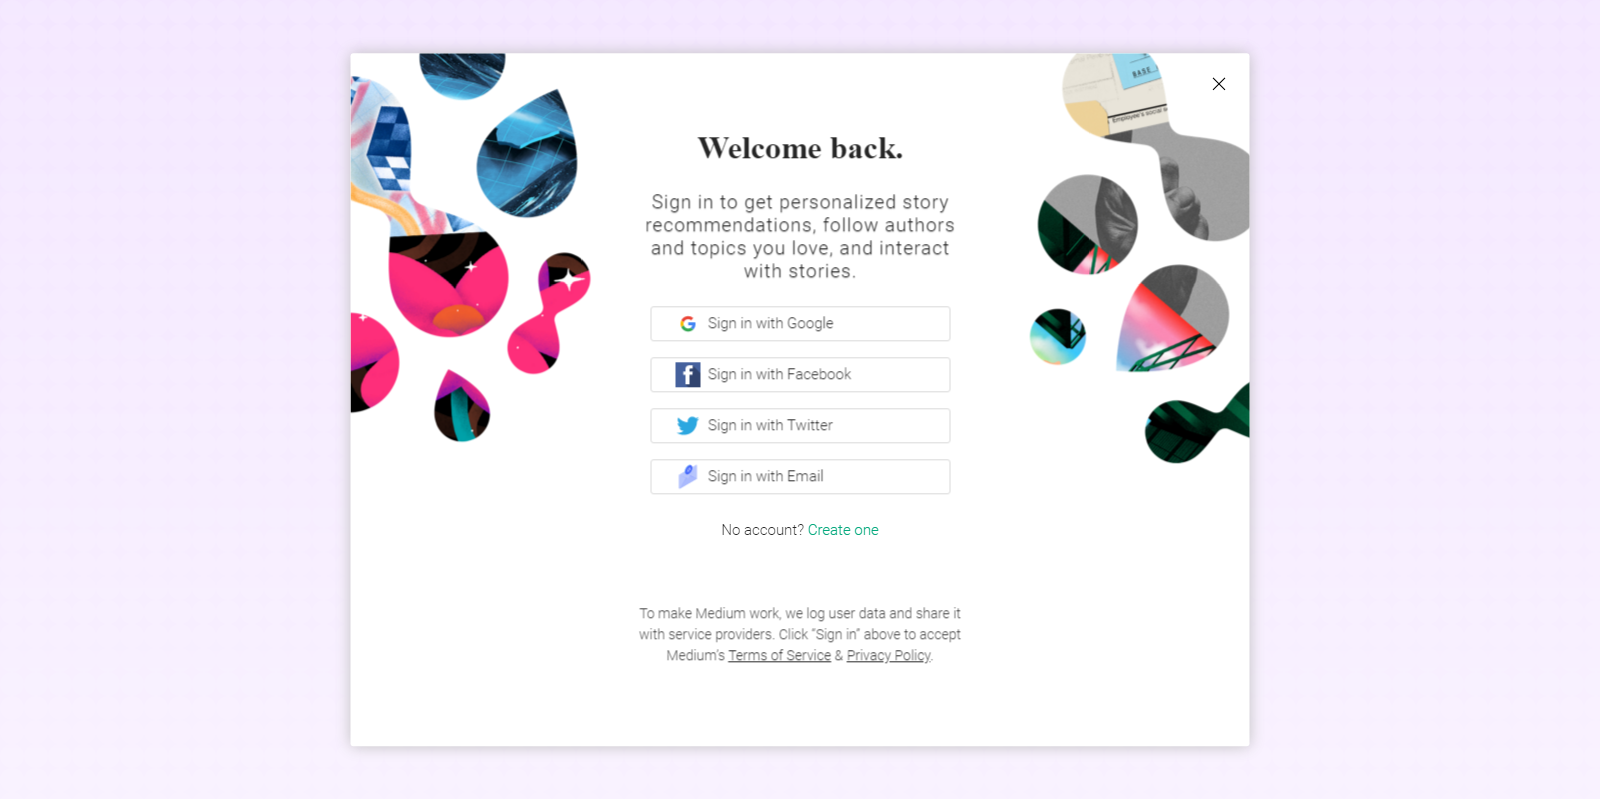 BASE
Employee's social s
Welcome back.
Sign in to get personalized story
recommendations, follow authors
and topics you love, and interact
with stories.
Sign in with Google
Sign in with Facebook
Sign in with Twitter
Sign in with Email
No account? Create one
To make Medium work, we log user data and share it
with service providers. Click “Sign in” above to accept
Medium's Terms of Service & Privacy Policy.